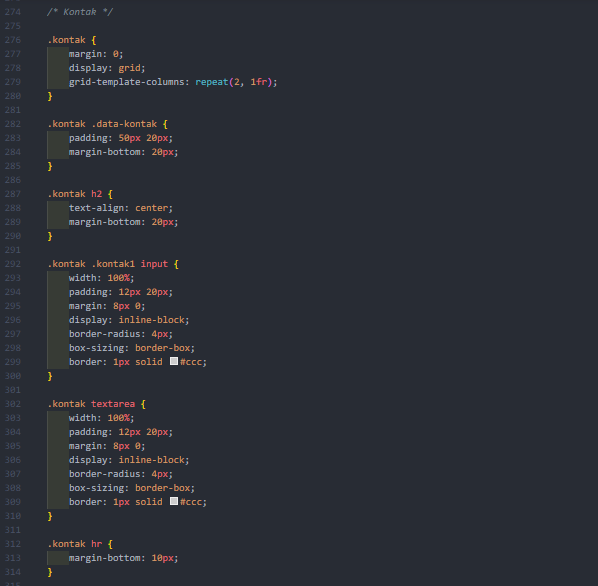 274 /* Kontak */
275
276 .kontak {
277 margin: 0;
278 display: grid;
279 grid-template-columns: repeat(2, 1fr);
280 }
281
282 .kontak .data-kontak {
283 padding: 50px 20px;
284 margin-bottom: 20px;
285 }
286
287 .kontak h2 {
288 text-align: center;
289 margin-bottom: 20px;
290 }
291
292 .kontak .kontak1 input {
293 width: 100%;
294 padding: 12px 20px;
295 margin: 8px 0;
296 display: inline-block;
297 border-radius: 4px;
298 box-sizing: border-box;
299 border: 1px solid #ccc;
300 }
301
302 .kontak textarea {
303 width: 100%;
304 padding: 12px 20px;
305 margin: 8px 0;
306 display: inline-block;
307 border-radius: 4px;
308 box-sizing: border-box;
309 border: 1px solid #ccc;
310 }
311
312 .kontak hr {
313 margin-bottom: 10px;
314 }